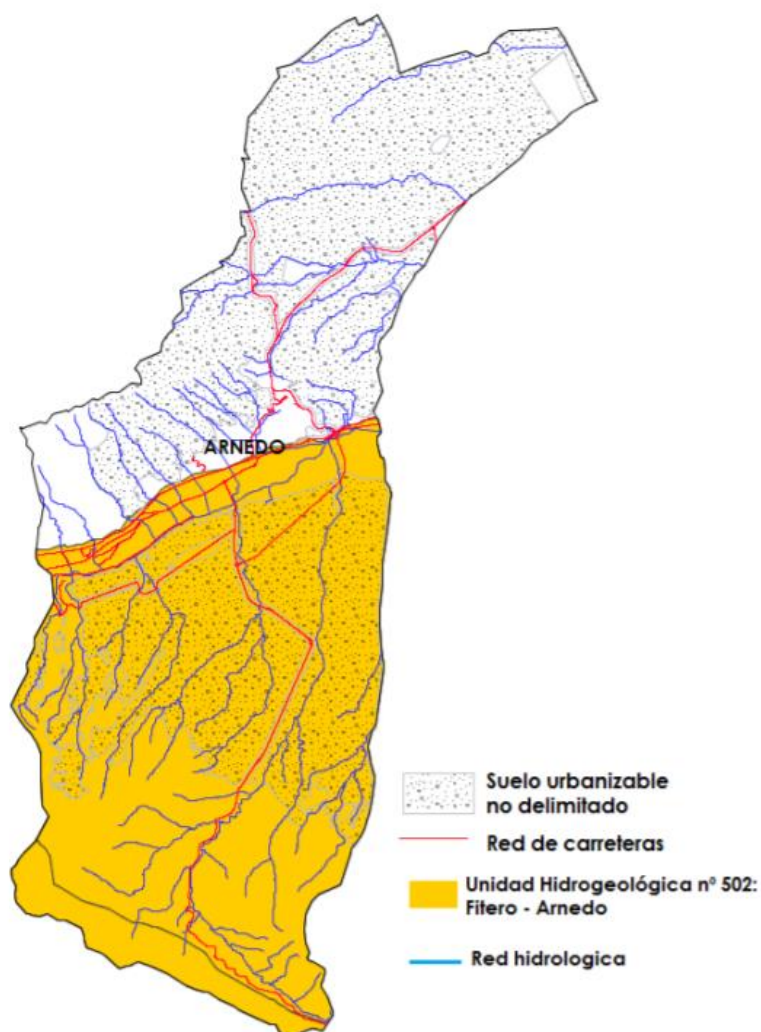 ARNEDO
Suelo urbanizable
no delimitado
Red de carreteras
Unidad Hidrogeológica nº 502:
Fitero - Arnedo
Red hidrologica